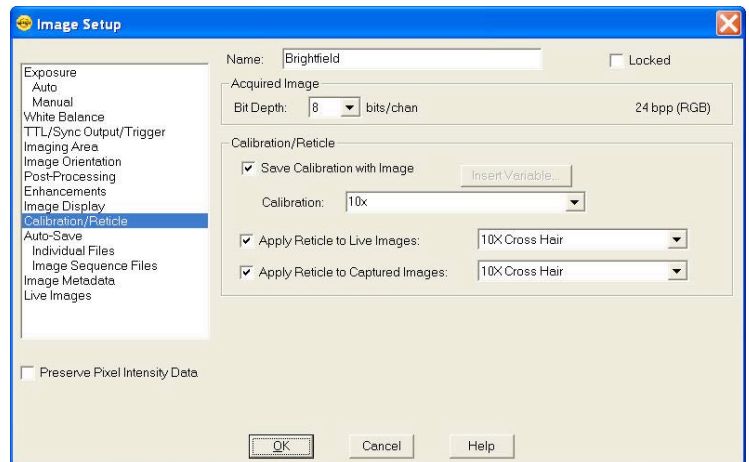 Image Setup
Name: Brightfield
Locked
Acquired Image
Bit Depth: 8 bits/chan 24 bpp (RGB)
Exposure
Auto
Manual
White Balance
TTL/Sync Output/Trigger
Imaging Area
Image Orientation
Post-Processing
Enhancements
Image Display
Calibration/Reticle
Auto-Save
Individual Files
Image Sequence Files
Image Metadata
Live Images
Calibration/Reticle
Save Calibration with Image
Insert Variable...
Calibration: 10x
Apply Reticle to Live Images: 10X Cross Hair
Apply Reticle to Captured Images: 10X Cross Hair
Preserve Pixel Intensity Data
OK
Cancel
Help